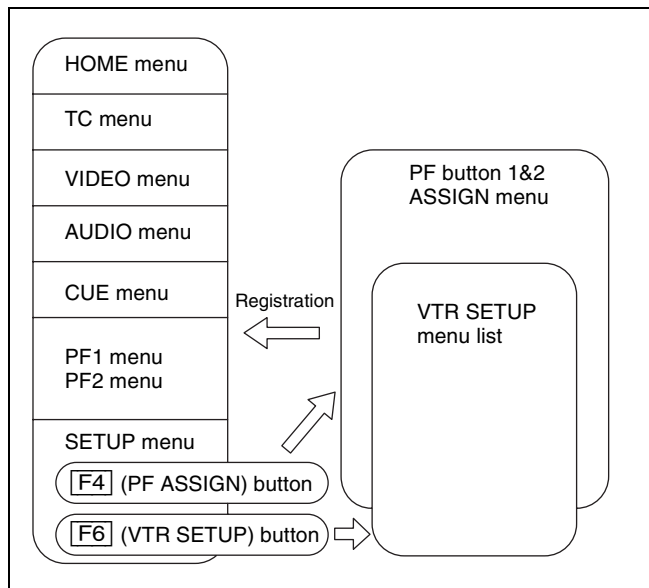 HOME menu
TC menu
VIDEO menu
AUDIO menu
CUE menu
PF1 menu
PF2 menu
SETUP menu
F4 (PF ASSIGN) button
F6 (VTR SETUP) button
Registration
PF button 1&2
ASSIGN menu
VTR SETUP
menu list